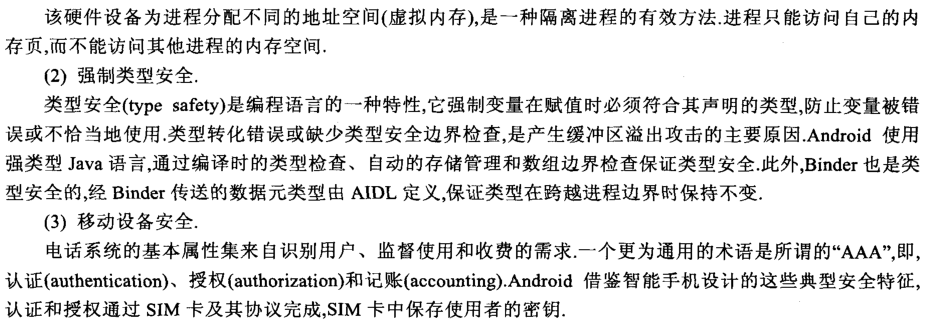 该硬件设备为进程分配不同的地址空间(虚拟内存),是一种隔离进程的有效方法.进程只能访问自己的内
存页,而不能访问其他进程的内存空间.
(2) 强制类型安全.
类型安全(type safety)是编程语言的一种特性,它强制变量在赋值时必须符合其声明的类型,防止变量被错
误或不恰当地使用.类型转化错误或缺少类型安全边界检查,是产生缓冲区溢出攻击的主要原因.Android 使用
强类型 Java 语言,通过编译时的类型检查、自动的存储管理和数组边界检查保证类型安全.此外,Binder 也是类
型安全的,经 Binder 传送的数据元类型由 AIDL 定义,保证类型在跨越进程边界时保持不变.
(3) 移动设备安全.
电话系统的基本属性集来自识别用户、监督使用和收费的需求.一个更为通用的术语是所谓的“AAA”,即,
认证(authentication)、授权(authorization)和记账(accounting).Android 借鉴智能手机设计的这些典型安全特征,
认证和授权通过 SIM 卡及其协议完成,SIM 卡中保存使用者的密钥.